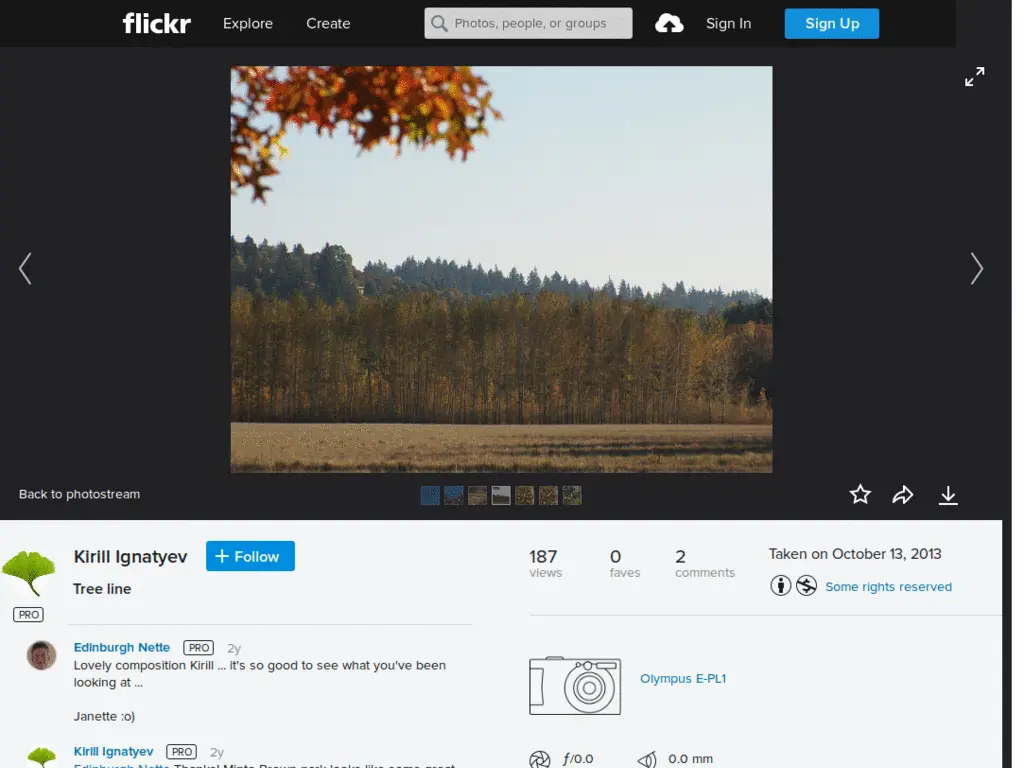 flickr Explore Create Photos, people, or groups Sign In Sign Up
Back to photostream
Kirill Ignatyev + Follow
Tree line
PRO
187 views
0 faves
2 comments
Taken on October 13, 2013
Some rights reserved
Edinburgh Nette PRO 2y
Lovely composition Kirill ... it's so good to see what you've been
looking at ...
Janette :o)
Kirill Ignatyev PRO 2y
Edinburgh Nette Thanks! Minto Brown park looks like some great
Olympus E-PL1
ƒ/0.0
0.0 mm